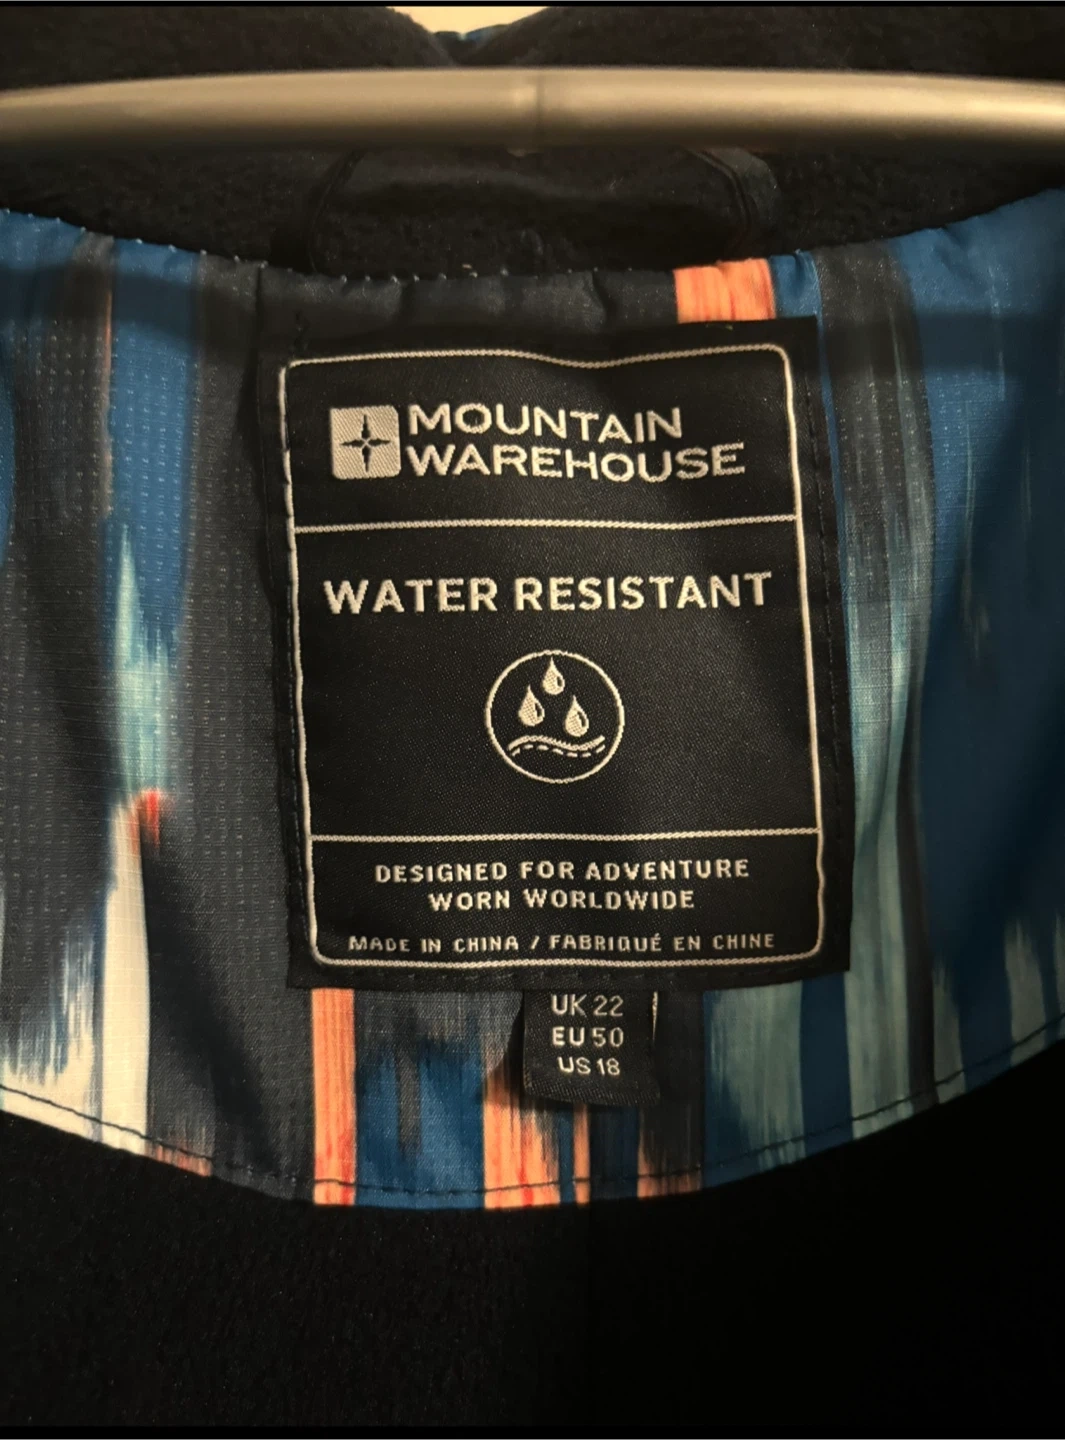 MOUNTAIN
WAREHOUSE
WATER RESISTANT
DESIGNED FOR ADVENTURE
WORN WORLDWIDE
MADE IN CHINA / FABRIQUÉ EN CHINE
UK 22
EU 50
US 18